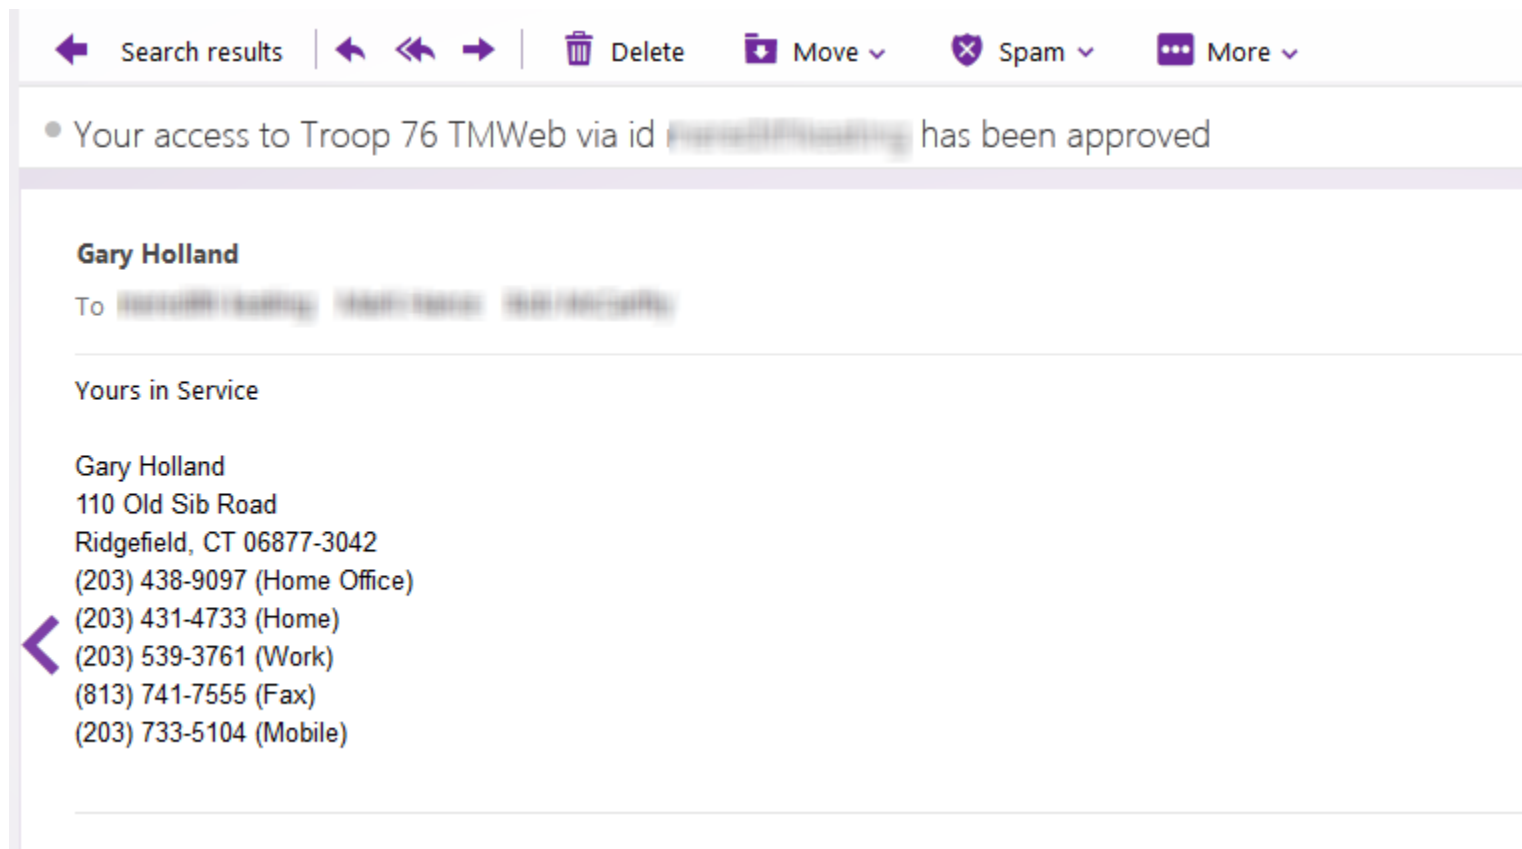 Search results Delete Move Spam More
Your access to Troop 76 TMWeb via id has been approved
Gary Holland
To
Yours in Service
Gary Holland
110 Old Sib Road
Ridgefield, CT 06877-3042
(203) 438-9097 (Home Office)
(203) 431-4733 (Home)
(203) 539-3761 (Work)
(813) 741-7555 (Fax)
(203) 733-5104 (Mobile)